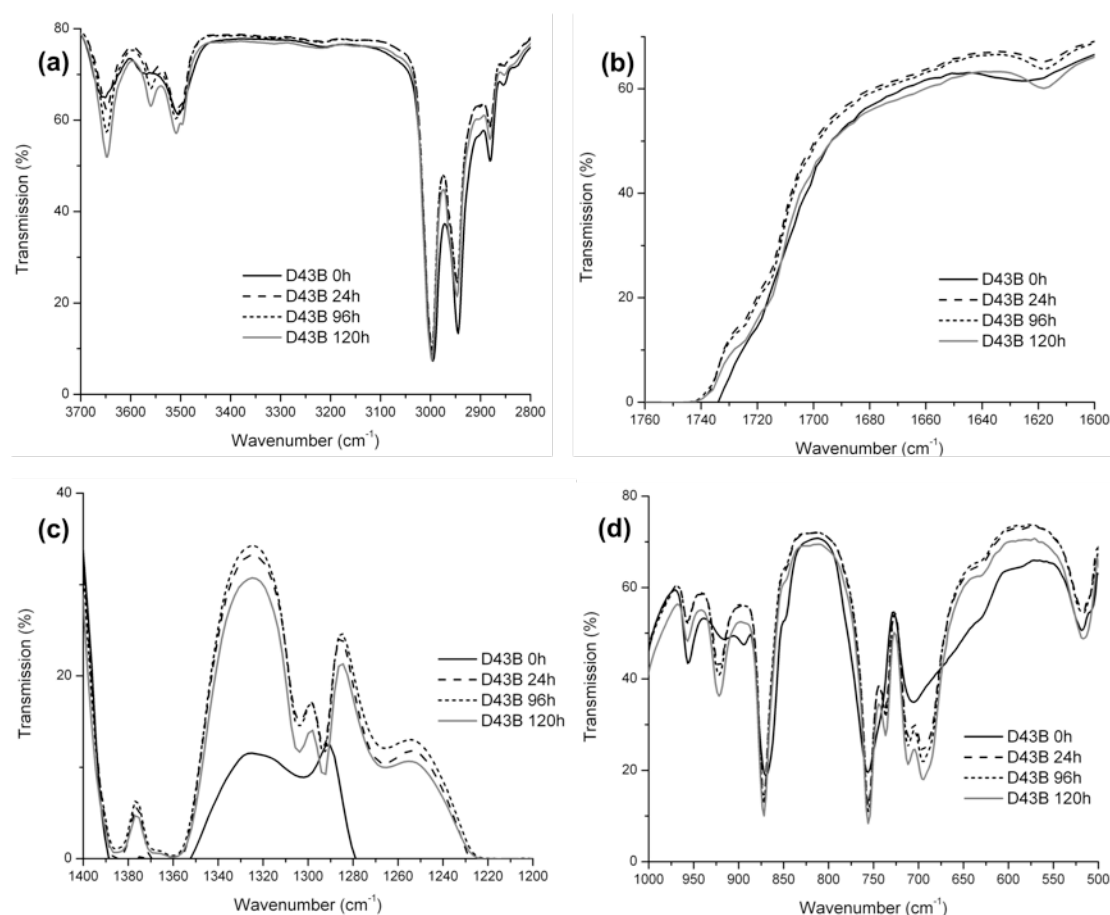 (a)
Transmission (%)
80
60
40
20
0
D43B 0h
D43B 24h
D43B 96h
D43B 120h
3700 3600 3500 3400 3300 3200 3100 3000 2900 2800
Wavenumber (cm⁻¹)
(b)
Transmission (%)
60
40
20
0
D43B 0h
D43B 24h
D43B 96h
D43B 120h
1760 1740 1720 1700 1680 1660 1640 1620 1600
Wavenumber (cm⁻¹)
(c)
Transmission (%)
40
20
0
D43B 0h
D43B 24h
D43B 96h
D43B 120h
1400 1380 1360 1340 1320 1300 1280 1260 1240 1220 1200
Wavenumber (cm⁻¹)
(d)
Transmission (%)
80
60
40
20
0
D43B 0h
D43B 24h
D43B 96h
D43B 120h
1000 950 900 850 800 750 700 650 600 550 500
Wavenumber (cm⁻¹)